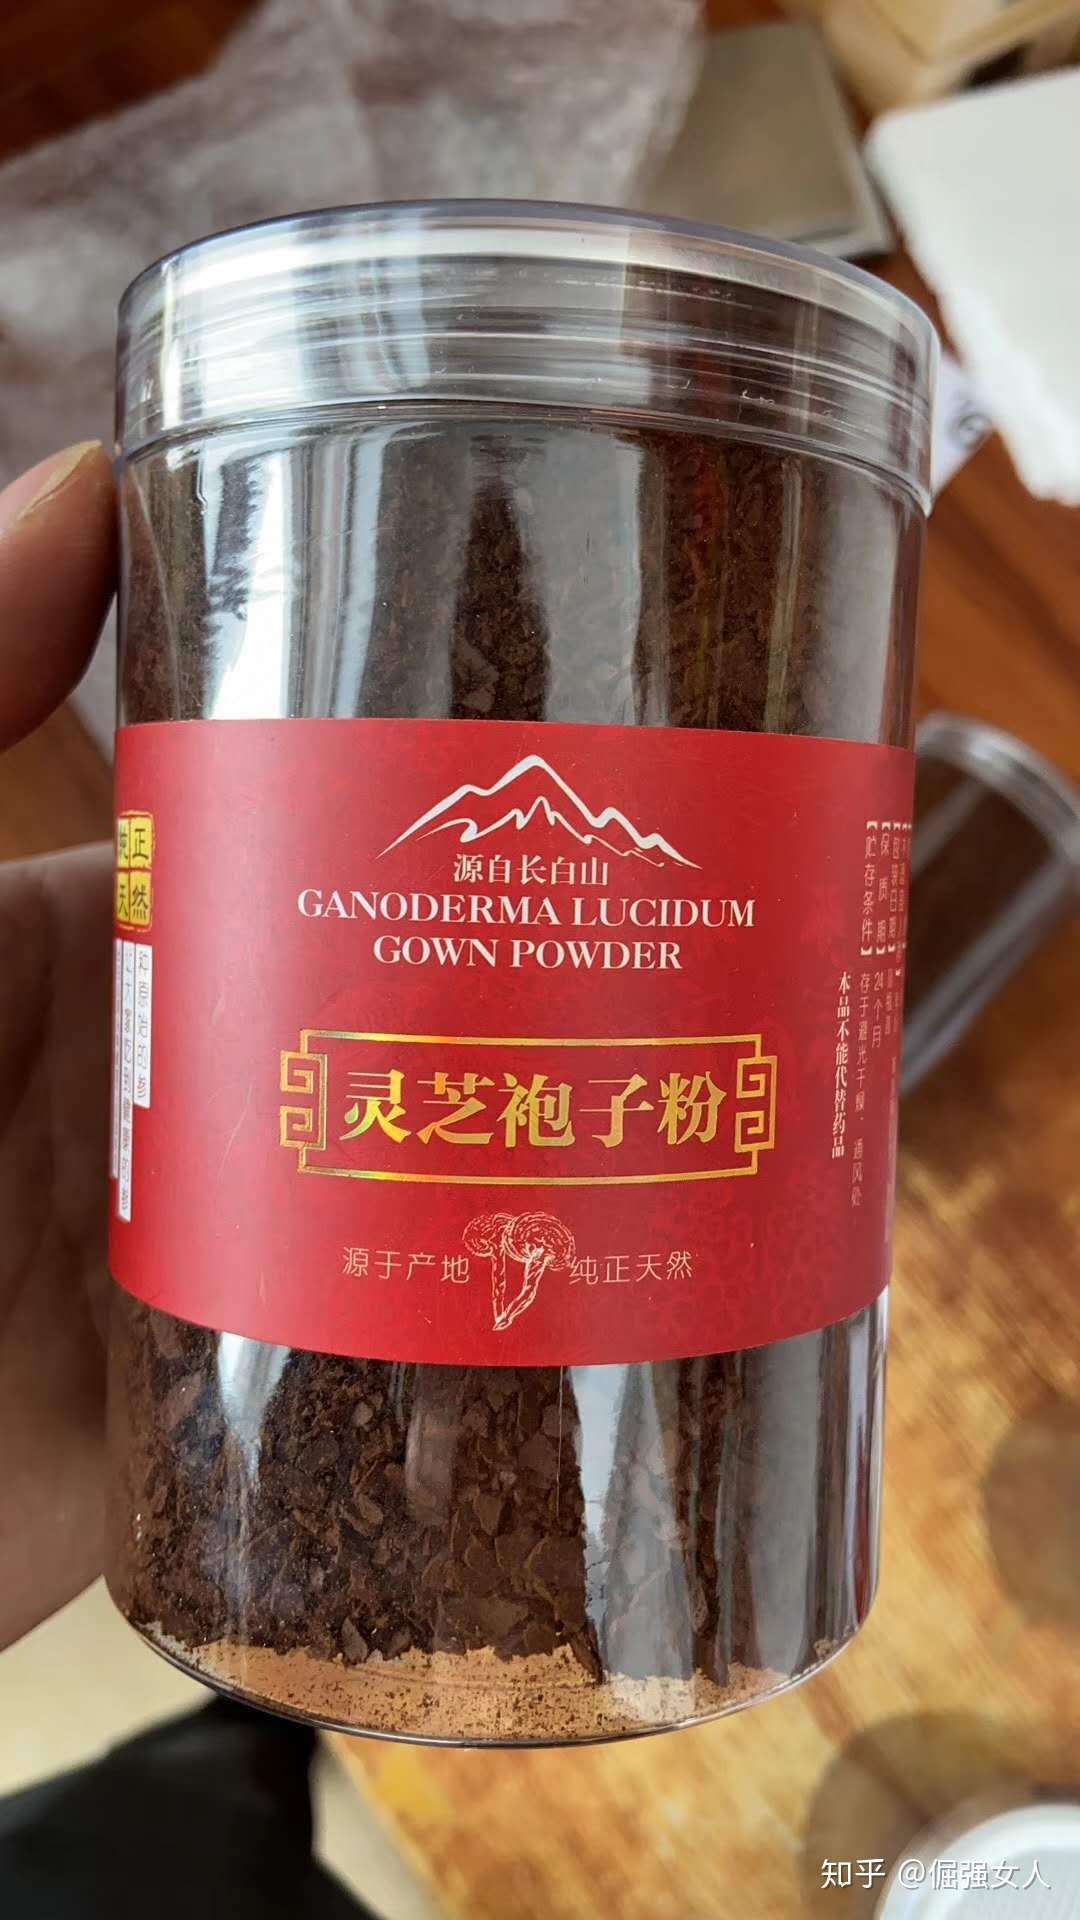 源自长白山
GANODERMA LUCIDUM
GOWN POWDER
灵芝袍子粉
源于产地
纯正天然
纯正
天然
【保质期】24个月
【贮存条件】存于避光干燥、通风处
本品不能代替药品
知乎 @倔强女人